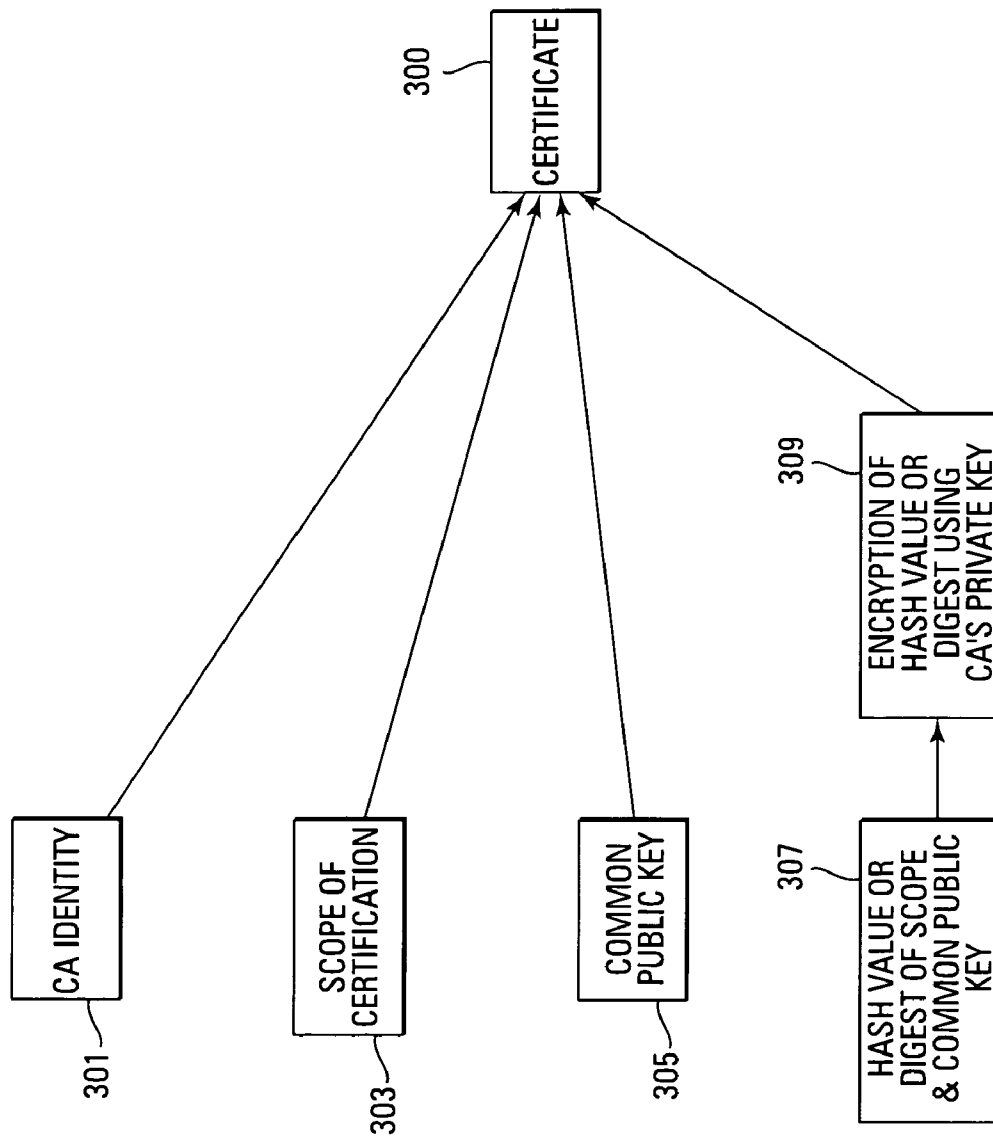 301
CA IDENTITY
303
SCOPE OF
CERTIFICATION
305
COMMON
PUBLIC KEY
307
HASH VALUE OR
DIGEST OF SCOPE
& COMMON PUBLIC
KEY
309
ENCRYPTION OF
HASH VALUE OR
DIGEST USING
CA'S PRIVATE KEY
300
CERTIFICATE